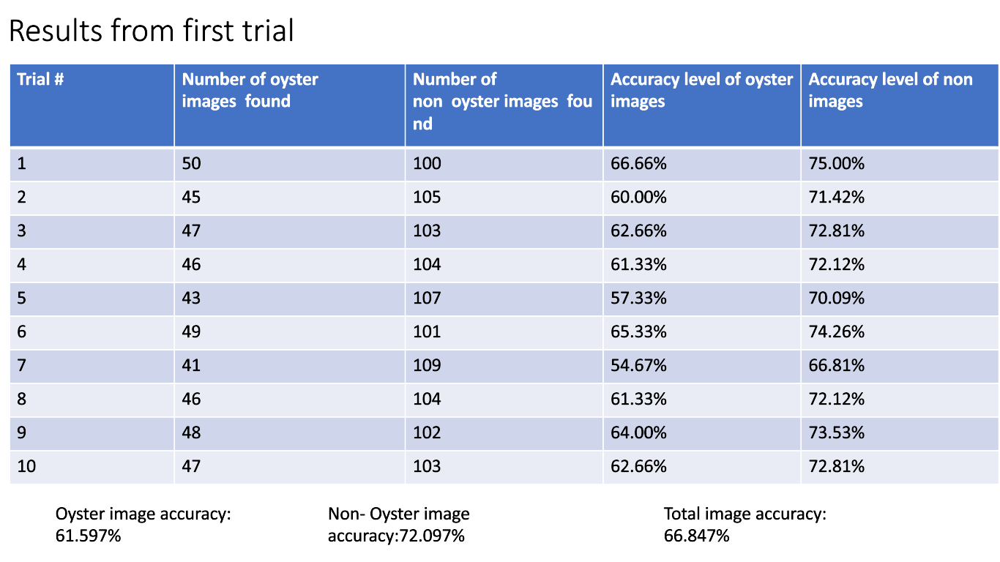 Results from first trial
Trial # Number of oyster Number of Accuracy level of oyster Accuracy level of non
images  found non  oyster images  fou images images
nd
1 50 100 66.66% 75.00%
2 45 105 60.00% 71.42%
3 47 103 62.66% 72.81%
4 46 104 61.33% 72.12%
5 43 107 57.33% 70.09%
6 49 101 65.33% 74.26%
7 41 109 54.67% 66.81%
8 46 104 61.33% 72.12%
9 48 102 64.00% 73.53%
10 47 103 62.66% 72.81%
Oyster image accuracy: Non- Oyster image Total image accuracy:
61.597% accuracy:72.097% 66.847%